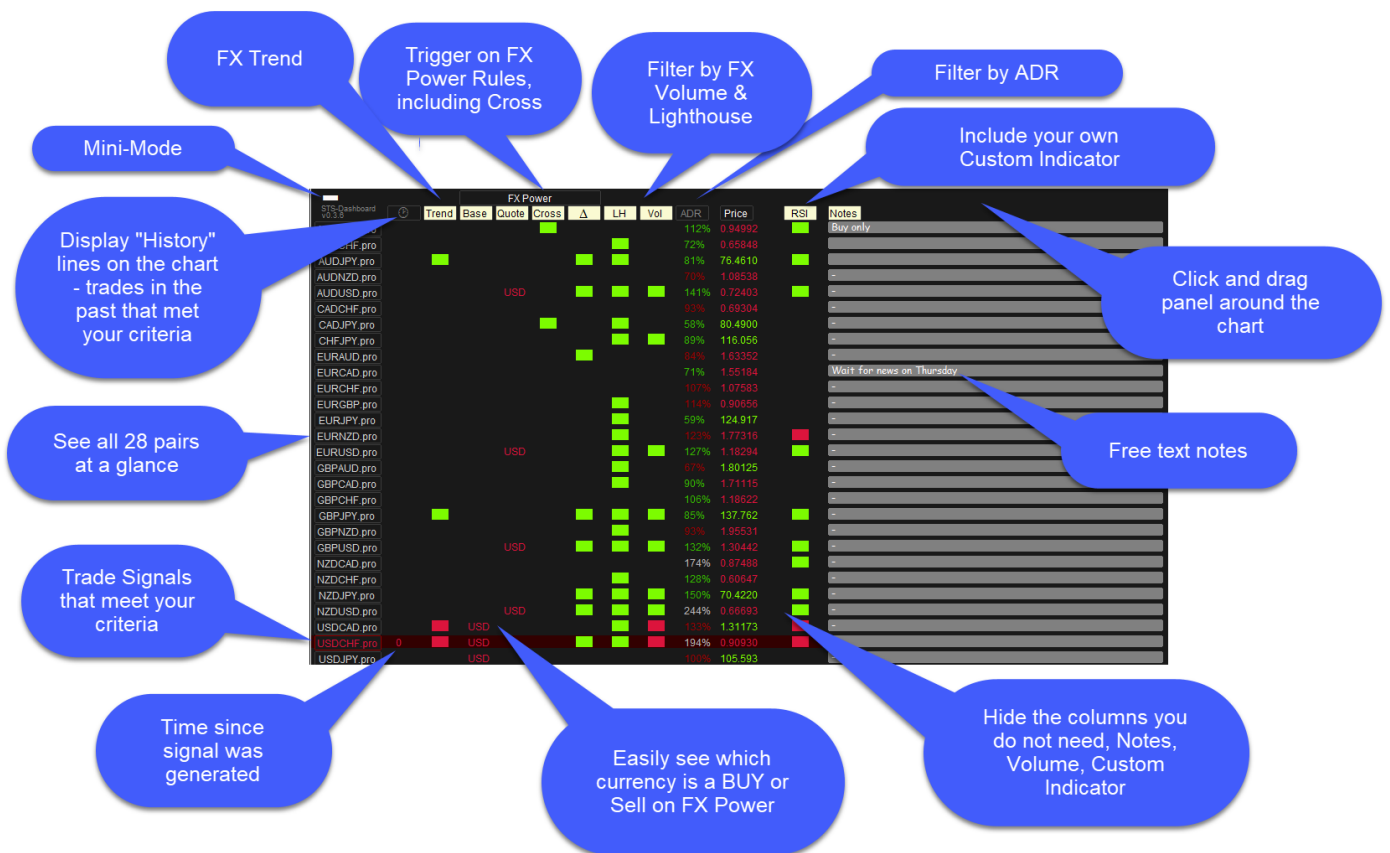 FX Trend
Trigger on FX
Power Rules,
including Cross
Filter by FX
Volume &
Lighthouse
Filter by ADR
Mini-Mode
Include your own
Custom Indicator
Display "History"
lines on the chart
- trades in the
past that met
your criteria
Click and drag
panel around the
chart
See all 28 pairs
at a glance
Free text notes
Trade Signals
that meet your
criteria
Time since
signal was
generated
Easily see which
currency is a BUY or
Sell on FX Power
Hide the columns you
do not need, Notes,
Volume, Custom
Indicator
FX Power
STS-Dashboard
v0.3.6
Trend Base Quote Cross Δ LH Vol ADR Price RSI Notes
112% 0.94992 Buy only
72% 0.65848
AUDJPY.pro 81% 76.4610
AUDNZD.pro 70% 1.08538 -
AUDUSD.pro USD 141% 0.72403 -
CADCHF.pro 93% 0.69304 -
CADJPY.pro 58% 80.4900 -
CHFJPY.pro 89% 116.056 -
EURAUD.pro 84% 1.63352 -
EURCAD.pro 71% 1.55184 Wait for news on Thursday
EURCHF.pro 107% 1.07583 -
EURGBP.pro 114% 0.90656 -
EURJPY.pro 59% 124.917 -
EURNZD.pro 123% 1.77316 -
EURUSD.pro USD 127% 1.18294 -
GBPAUD.pro 67% 1.80125 -
GBPCAD.pro 90% 1.71115 -
GBPCHF.pro 106% 1.18622 -
GBPJPY.pro 85% 137.762 -
GBPNZD.pro 93% 1.95531 -
GBPUSD.pro USD 132% 1.30442 -
NZDCAD.pro 174% 0.87488 -
NZDCHF.pro 128% 0.60647 -
NZDJPY.pro 150% 70.4220 -
NZDUSD.pro USD 244% 0.66693 -
USDCAD.pro USD 133% 1.31173 -
USDCHF.pro 0 USD 194% 0.90930 -
USDJPY.pro USD 100% 105.593 -